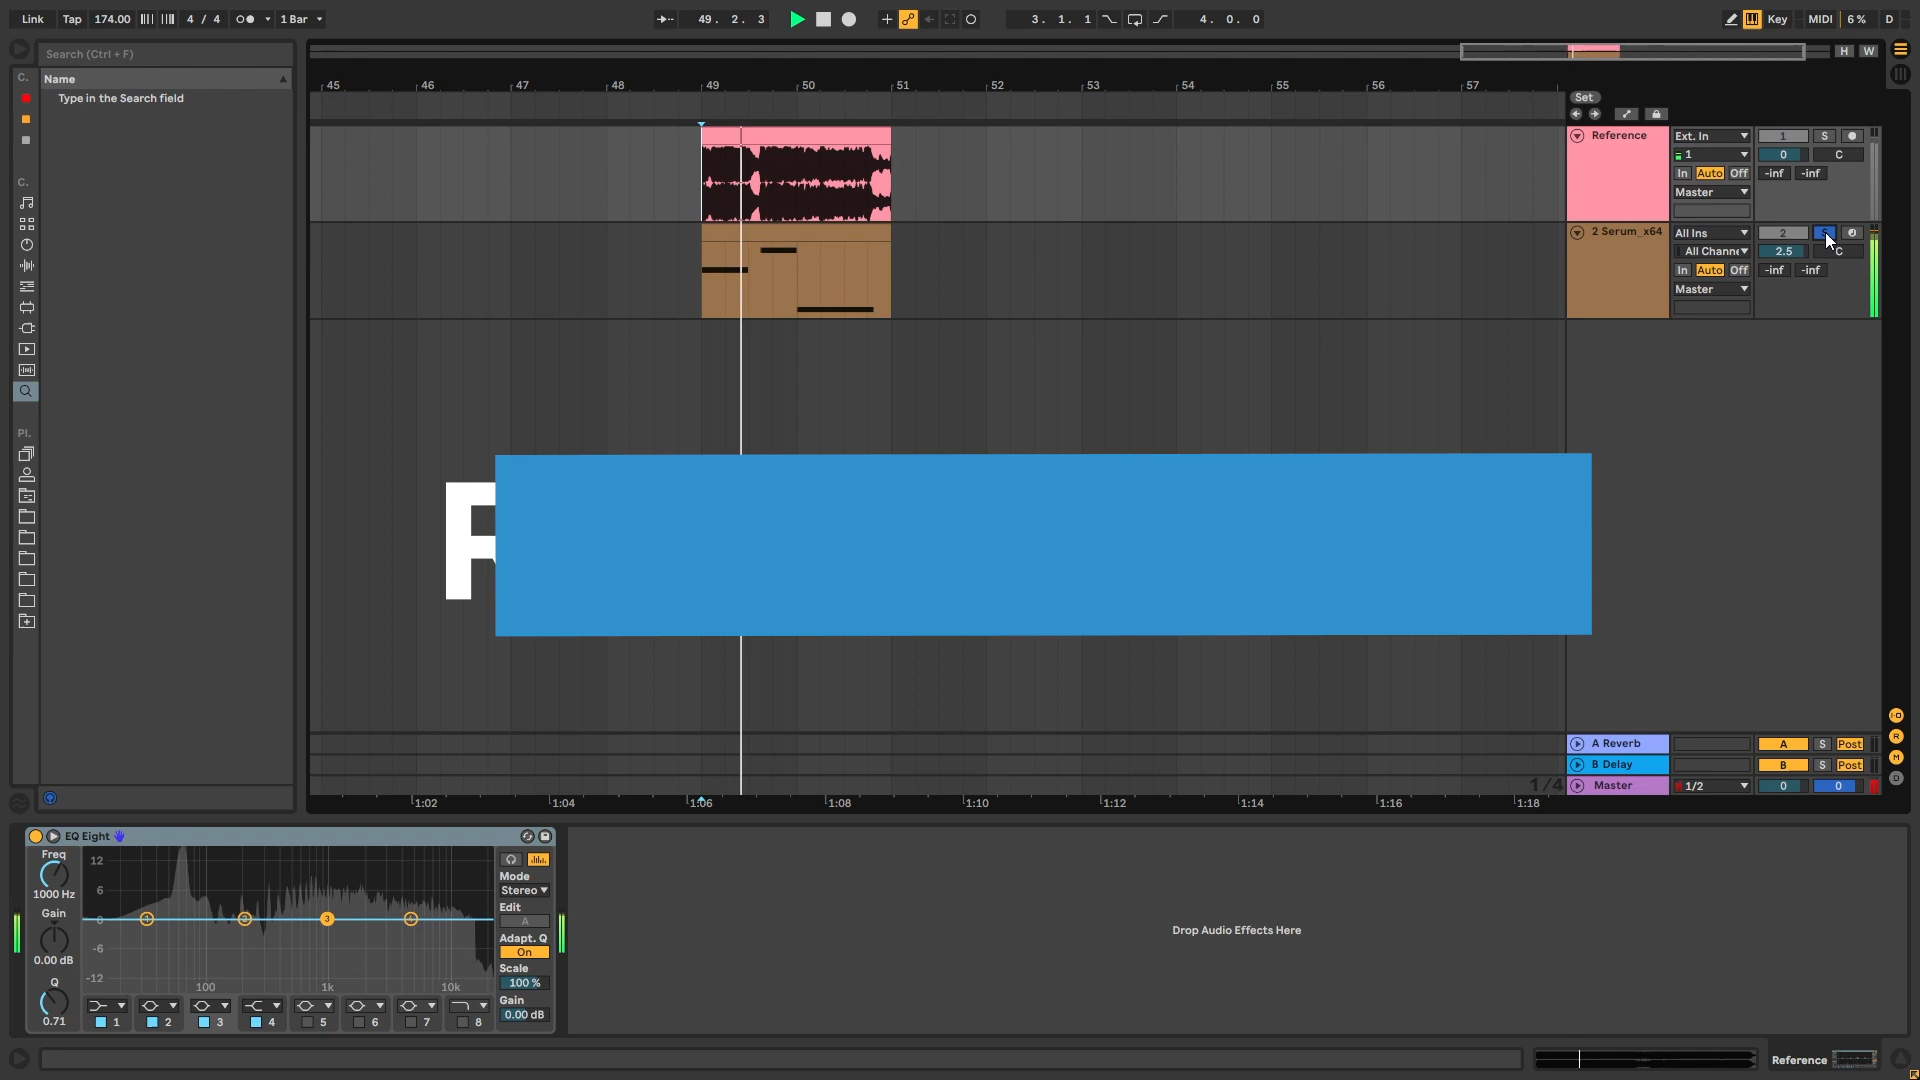 Link Tap 174.00 4 / 4 1 Bar 49. 2. 3 3. 1. 1 4. 0. 0 Key MIDI 6 % D
Search (Ctrl + F)
H W
C. Name
Type in the Search field
45 46 47 48 49 50 51 52 53 54 55 56 57
Set
Reference Ext. In 1 S
1 0 C
In Auto Off -inf -inf
Master
C.
2 Serum_x64 All Ins 2 S
All Chann 2.5 C
In Auto Off -inf -inf
Master
Pl.
A Reverb A S Post
B Delay B S Post
1/4 Master 1/2 0 0
1:02 1:04 1:06 1:08 1:10 1:12 1:14 1:16 1:18
EQ Eight
Freq
1000 Hz
Gain
0.00 dB
Q
0.71
12
6
0
-6
-12
100 1k 10k
1 2 3 4
1 2 3 4 5 6 7 8
Mode
Stereo
Edit
A
Adapt. Q
On
Scale
100 %
Gain
0.00 dB
Drop Audio Effects Here
Reference